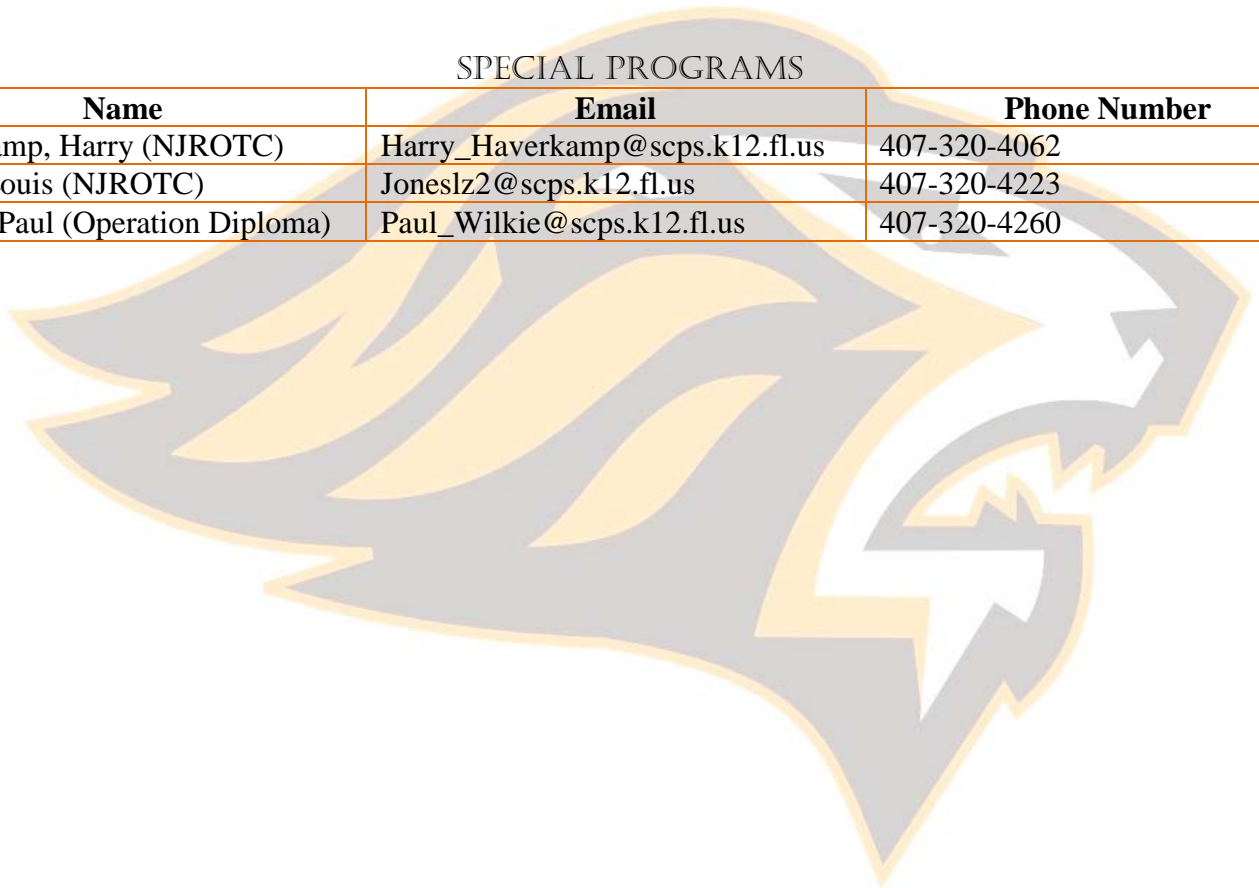 SPECIAL PROGRAMS
Name Email Phone Number
amp, Harry (NJROTC) Harry_Haverkamp@scps.k12.fl.us 407-320-4062
ouis (NJROTC) Joneslz2@scps.k12.fl.us 407-320-4223
Paul (Operation Diploma) Paul_Wilkie@scps.k12.fl.us 407-320-4260